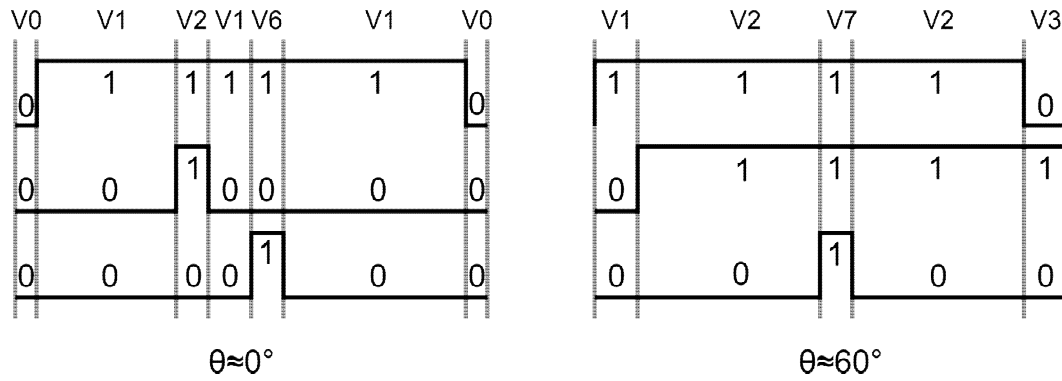 V0 V1 V2 V1 V6 V1 V0 V1 V2 V7 V2 V3
0 1 1 1 1 1 0 1 1 1 1 0
0 0 1 0 0 0 0 0 1 1 1 1
0 0 0 0 1 0 0 0 0 1 0 0
θ≈0° θ≈60°